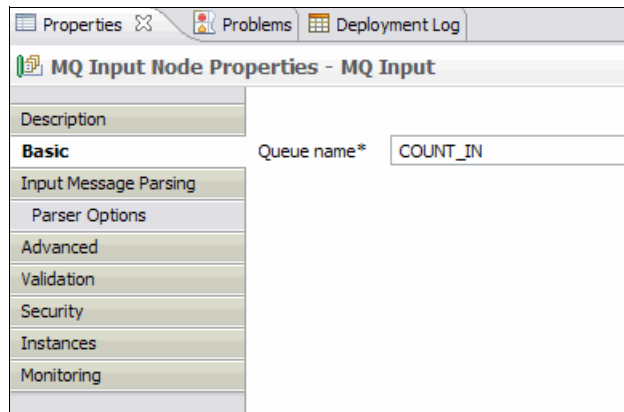 Properties Problems Deployment Log
MQ Input Node Properties - MQ Input
Description
Basic
Queue name* COUNT_IN
Input Message Parsing
Parser Options
Advanced
Validation
Security
Instances
Monitoring